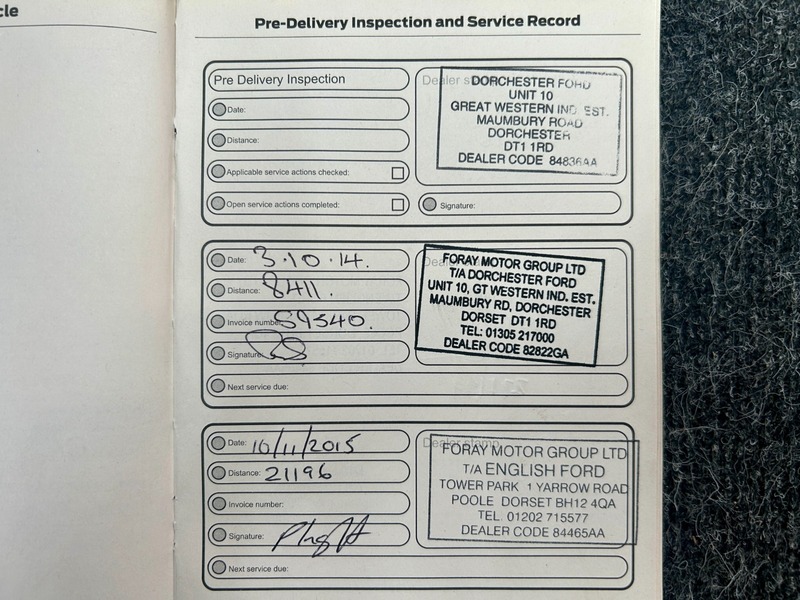 cle
Pre-Delivery Inspection and Service Record
Pre Delivery Inspection
Date:
Distance:
Applicable service actions checked:
Open service actions completed:
Dealer s
DORCHESTER FORD
UNIT 10
GREAT WESTERN IND. EST.
MAUMBURY ROAD
DORCHESTER
DT1 1RD
DEALER CODE 84836AA
Signature:
Date: 3.10.14.
Distance: 8411.
Invoice number: 59540.
Signature:
Next service due:
Dea
FORAY MOTOR GROUP LTD
T/A DORCHESTER FORD
UNIT 10, GT WESTERN IND. EST.
MAUMBURY RD, DORCHESTER
DORSET DT1 1RD
TEL: 01305 217000
DEALER CODE 82822GA
Date: 10/11/2015
Distance: 21196
Invoice number:
Signature:
Next service due:
Dealer stamp
FORAY MOTOR GROUP LTD
T/A ENGLISH FORD
TOWER PARK 1 YARROW ROAD
POOLE DORSET BH12 4QA
TEL. 01202 715577
DEALER CODE 84465AA